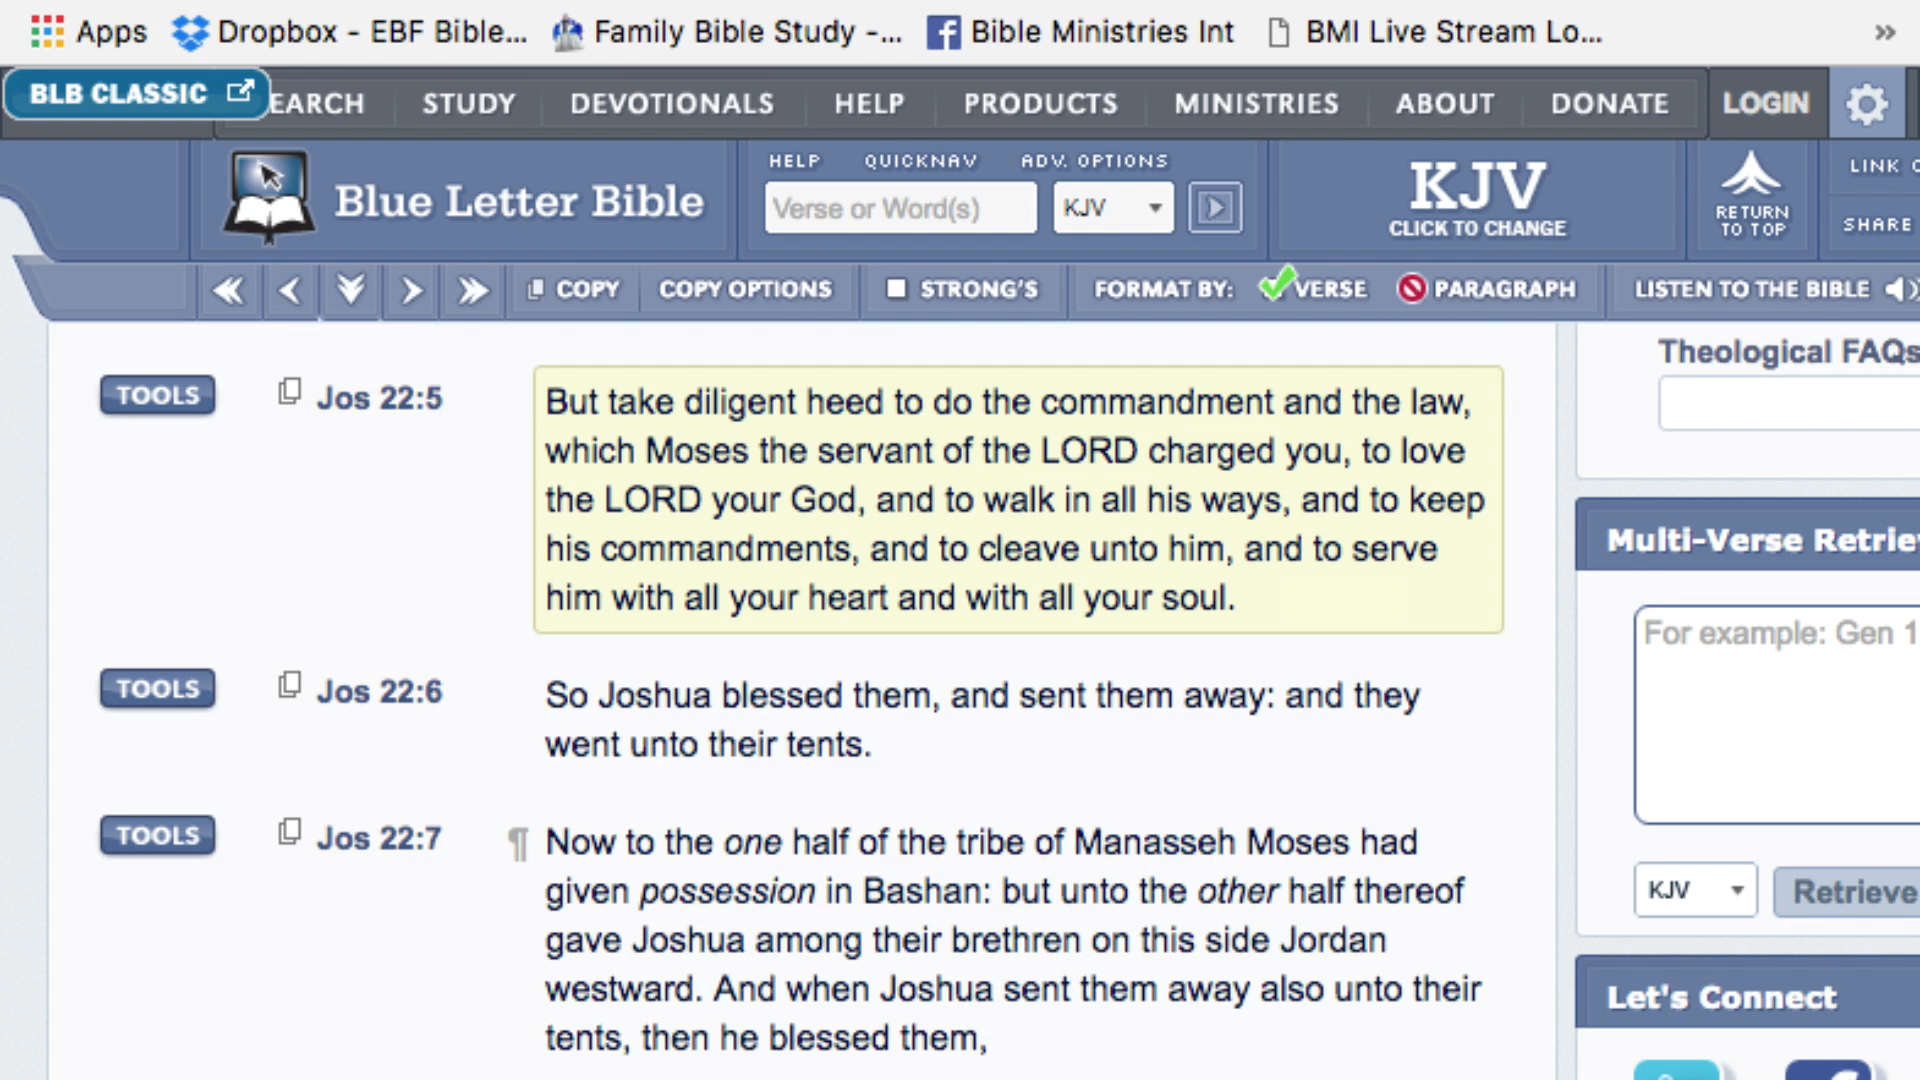 Apps Dropbox - EBF Bible... Family Bible Study -... Bible Ministries Int BMI Live Stream Lo... »
BLB CLASSIC EARCH STUDY DEVOTIONALS HELP PRODUCTS MINISTRIES ABOUT DONATE LOGIN
HELP QUICKNAV ADV. OPTIONS
Blue Letter Bible
Verse or Word(s) KJV
KJV
CLICK TO CHANGE
RETURN
TO TOP
LINK
SHARE
COPY COPY OPTIONS STRONG'S FORMAT BY: VERSE PARAGRAPH LISTEN TO THE BIBLE
TOOLS Jos 22:5 But take diligent heed to do the commandment and the law,
which Moses the servant of the LORD charged you, to love
the LORD your God, and to walk in all his ways, and to keep
his commandments, and to cleave unto him, and to serve
him with all your heart and with all your soul.
TOOLS Jos 22:6 So Joshua blessed them, and sent them away: and they
went unto their tents.
TOOLS Jos 22:7 ¶ Now to the one half of the tribe of Manasseh Moses had
given possession in Bashan: but unto the other half thereof
gave Joshua among their brethren on this side Jordan
westward. And when Joshua sent them away also unto their
tents, then he blessed them,
Theological FAQs
Multi-Verse Retrie
For example: Gen 1
KJV Retrieve
Let's Connect